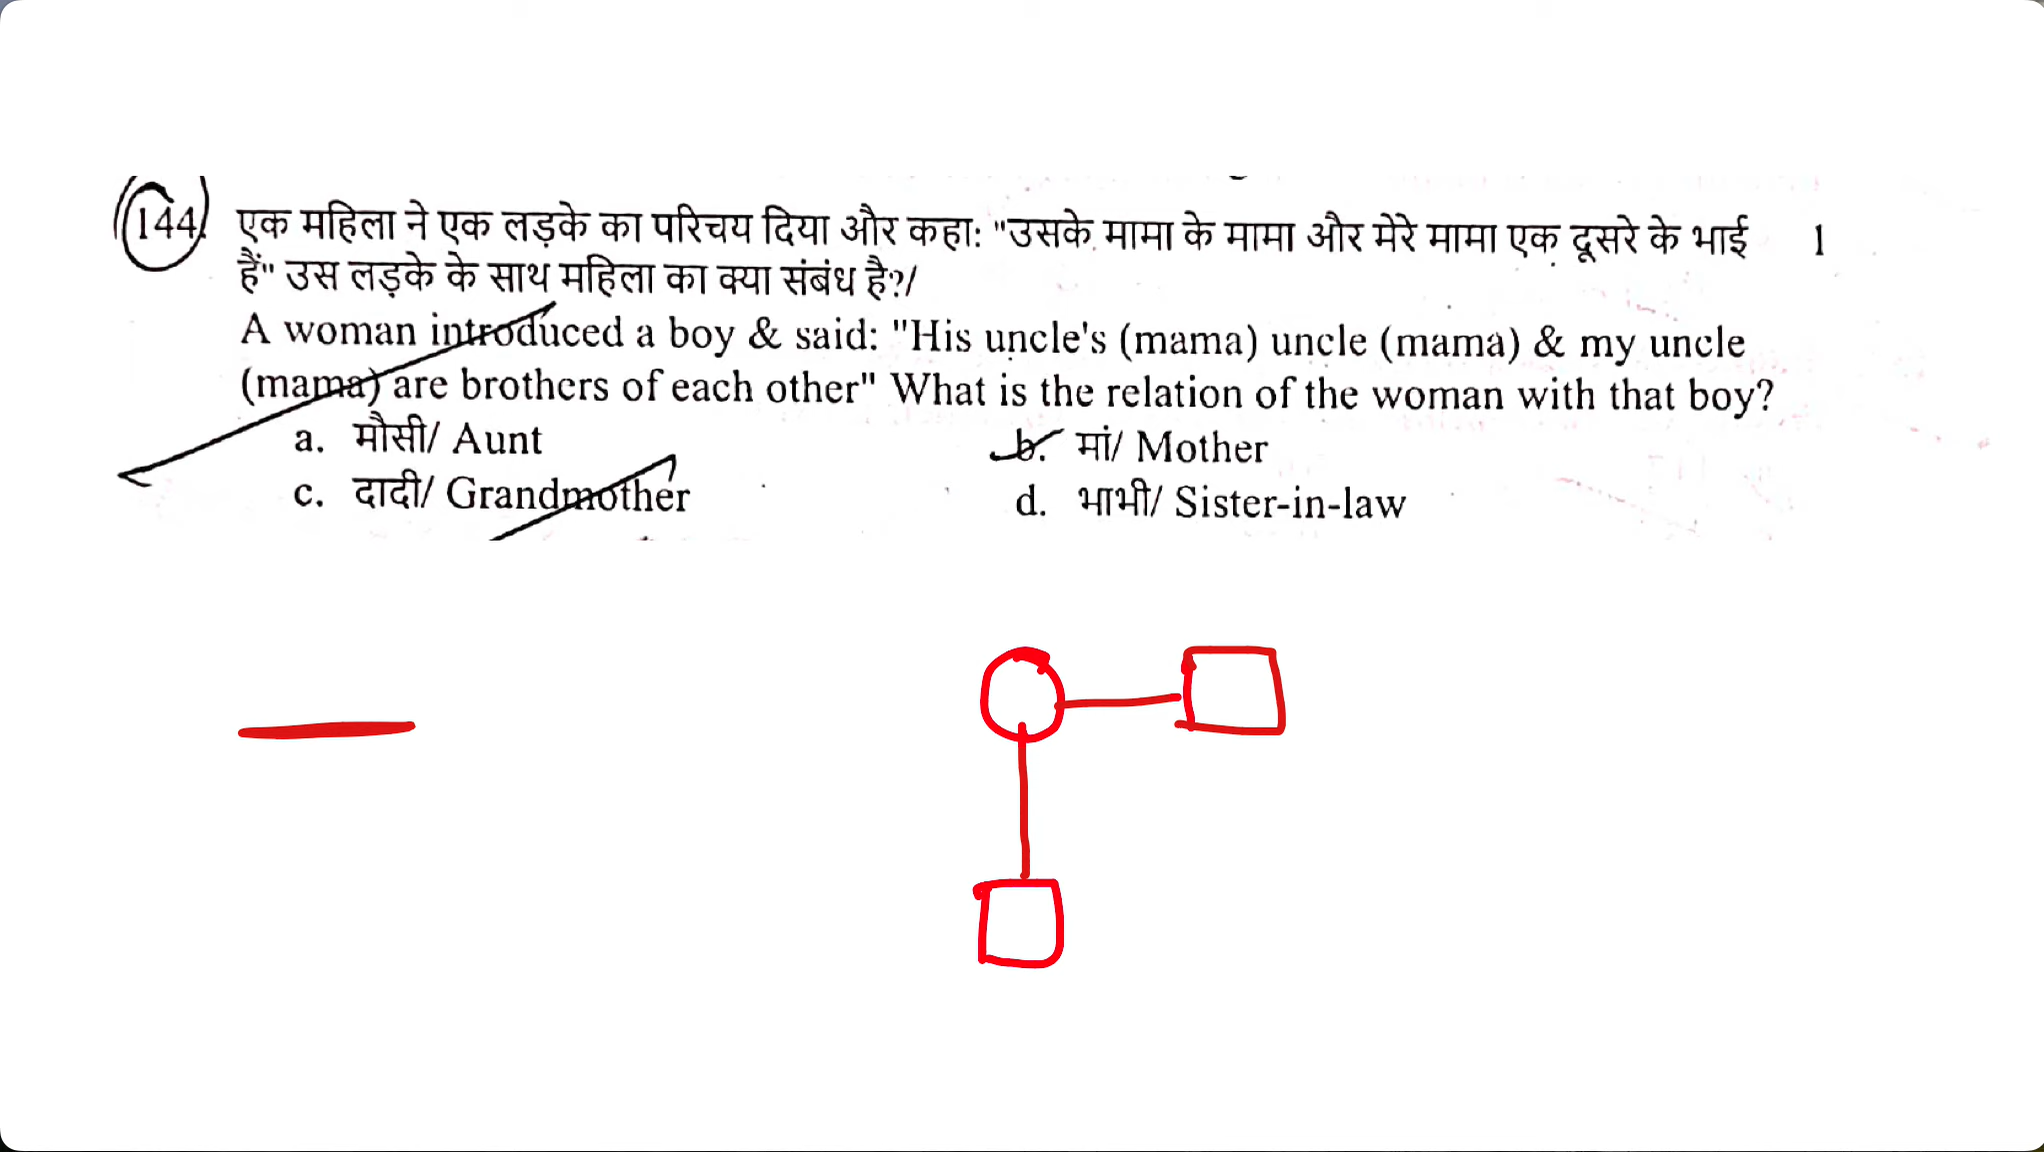 144. एक महिला ने एक लड़के का परिचय दिया और कहा: "उसके मामा के मामा और मेरे मामा एक दूसरे के भाई 1
हैं" उस लड़के के साथ महिला का क्या संबंध है?/
A woman introduced a boy & said: "His uncle's (mama) uncle (mama) & my uncle
(mama) are brothers of each other" What is the relation of the woman with that boy?
a. मौसी/ Aunt b. मां/ Mother
c. दादी/ Grandmother d. भाभी/ Sister-in-law